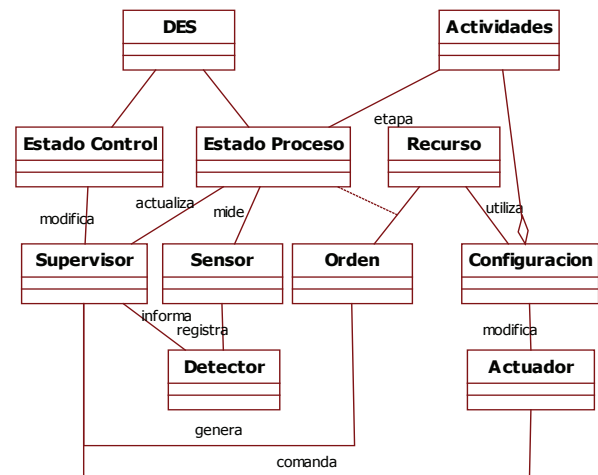 DES
Actividades
etapa
Estado Control
Estado Proceso
Recurso
modifica
actualiza
mide
utiliza
Supervisor
Sensor
Orden
Configuracion
informa
registra
modifica
Detector
Actuador
genera
comanda